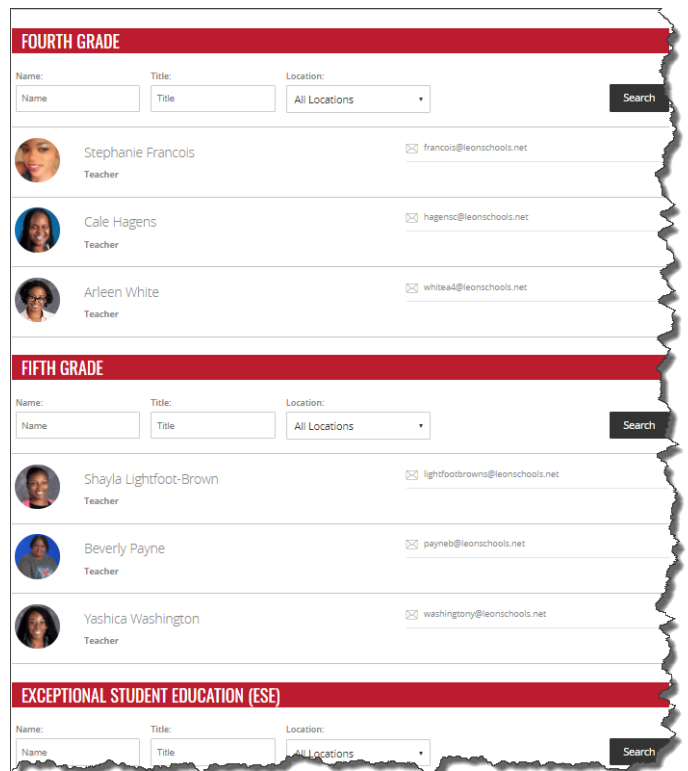 FOURTH GRADE
Name: Title: Location:
Name Title All Locations Search
Stephanie Francois francois@leonschools.net
Teacher
Cale Hagens hagensc@leonschools.net
Teacher
Arleen White whitea4@leonschools.net
Teacher
FIFTH GRADE
Name: Title: Location:
Name Title All Locations Search
Shayla Lightfoot-Brown lightfootbrowns@leonschools.net
Teacher
Beverly Payne payneb@leonschools.net
Teacher
Yashica Washington washingtony@leonschools.net
Teacher
EXCEPTIONAL STUDENT EDUCATION (ESE)
Name: Title: Location:
Name Title All Locations Search